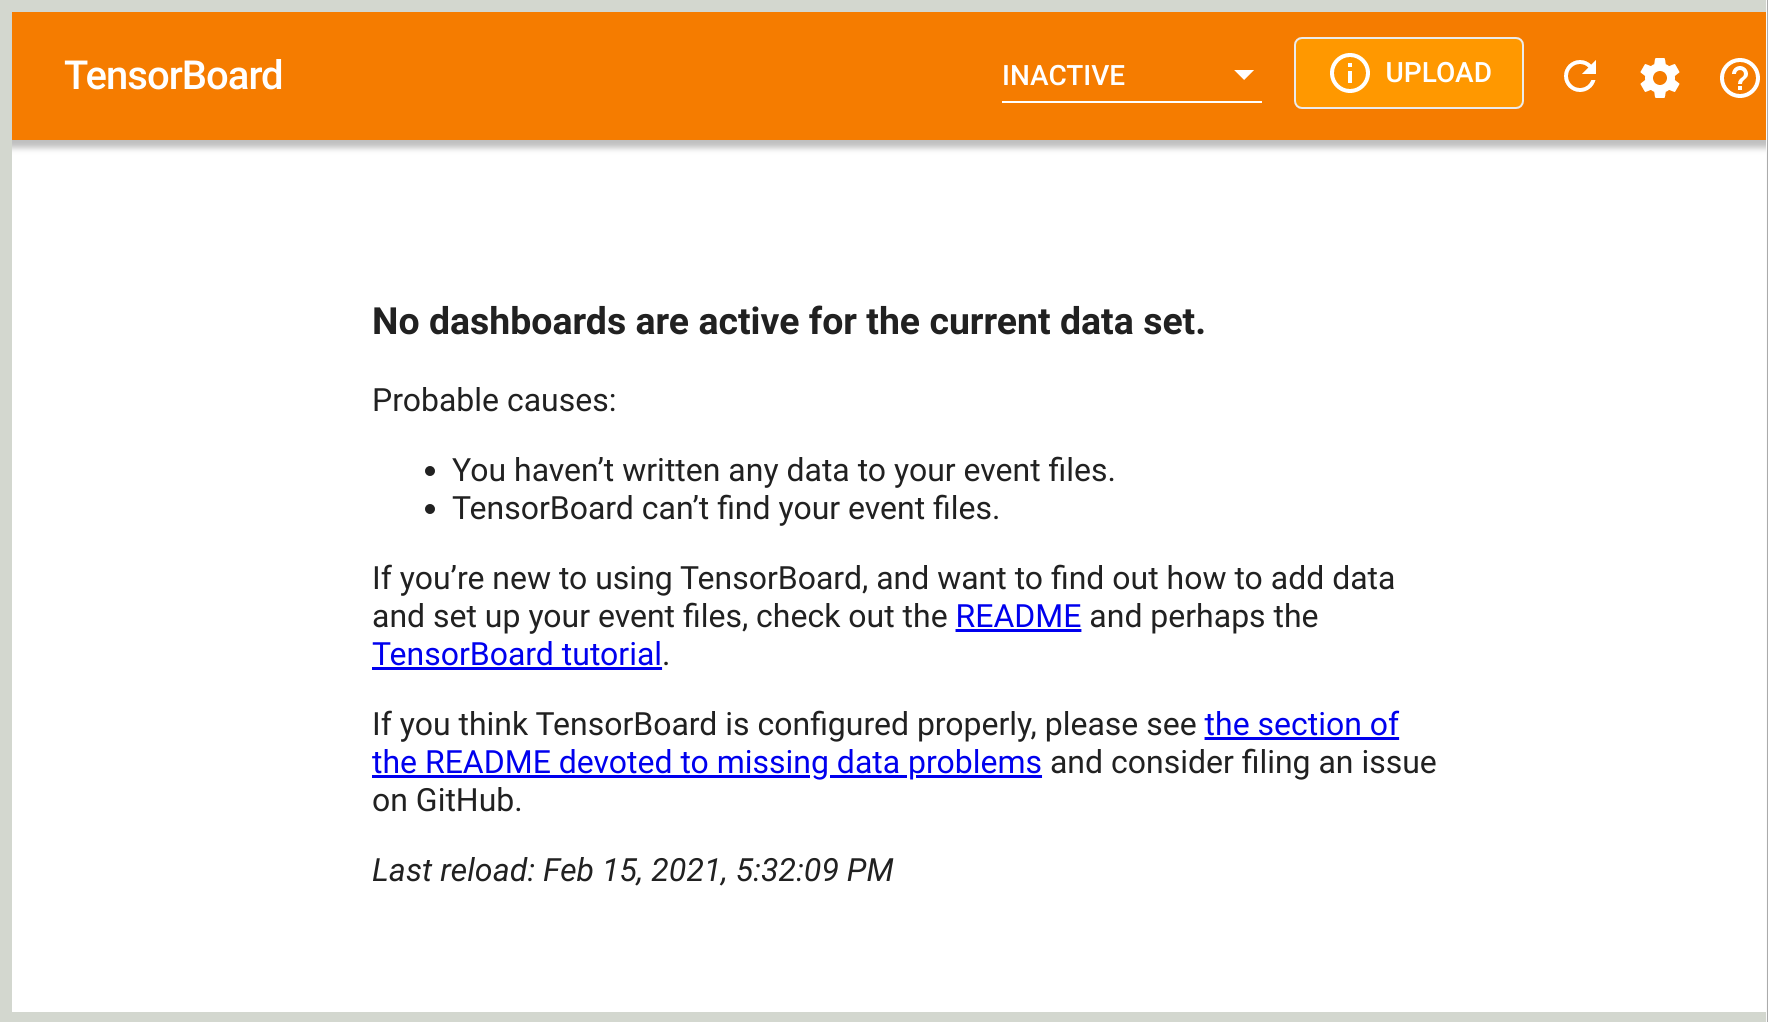 TensorBoard
INACTIVE
UPLOAD
No dashboards are active for the current data set.
Probable causes:
• You haven’t written any data to your event files.
• TensorBoard can’t find your event files.
If you’re new to using TensorBoard, and want to find out how to add data
and set up your event files, check out the README and perhaps the
TensorBoard tutorial.
If you think TensorBoard is configured properly, please see the section of
the README devoted to missing data problems and consider filing an issue
on GitHub.
Last reload: Feb 15, 2021, 5:32:09 PM